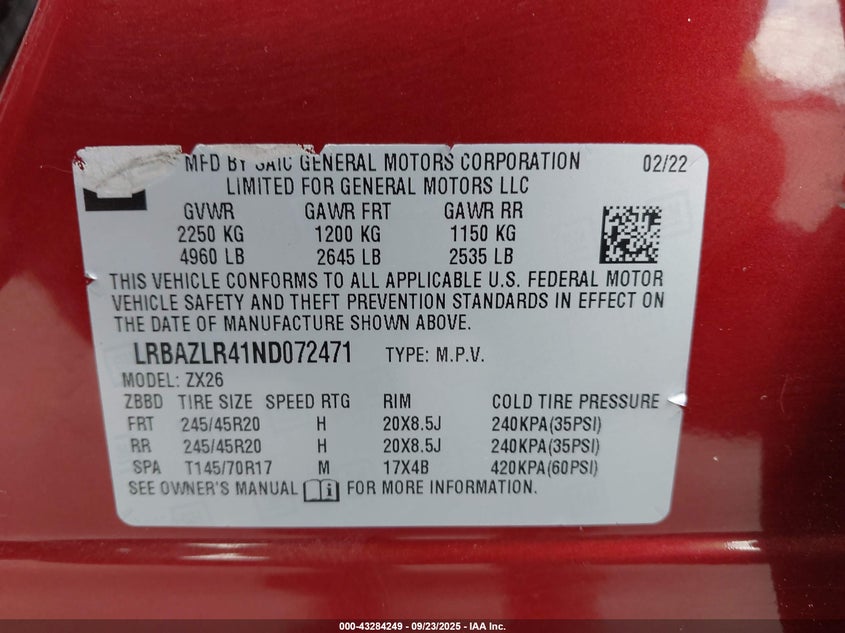 MFD BY SAIC GENERAL MOTORS CORPORATION 02/22
LIMITED FOR GENERAL MOTORS LLC
GVWR GAWR FRT GAWR RR
2250 KG 1200 KG 1150 KG
4960 LB 2645 LB 2535 LB
THIS VEHICLE CONFORMS TO ALL APPLICABLE U.S. FEDERAL MOTOR
VEHICLE SAFETY AND THEFT PREVENTION STANDARDS IN EFFECT ON
THE DATE OF MANUFACTURE SHOWN ABOVE.
LRBAZLR41ND072471 TYPE: M.P.V.
MODEL: ZX26
ZBBD TIRE SIZE SPEED RTG RIM COLD TIRE PRESSURE
FRT 245/45R20 H 20X8.5J 240KPA(35PSI)
RR 245/45R20 H 20X8.5J 240KPA(35PSI)
SPA T145/70R17 M 17X4B 420KPA(60PSI)
SEE OWNER'S MANUAL i FOR MORE INFORMATION.
000-43284249 - 09/23/2025 - IAA Inc.